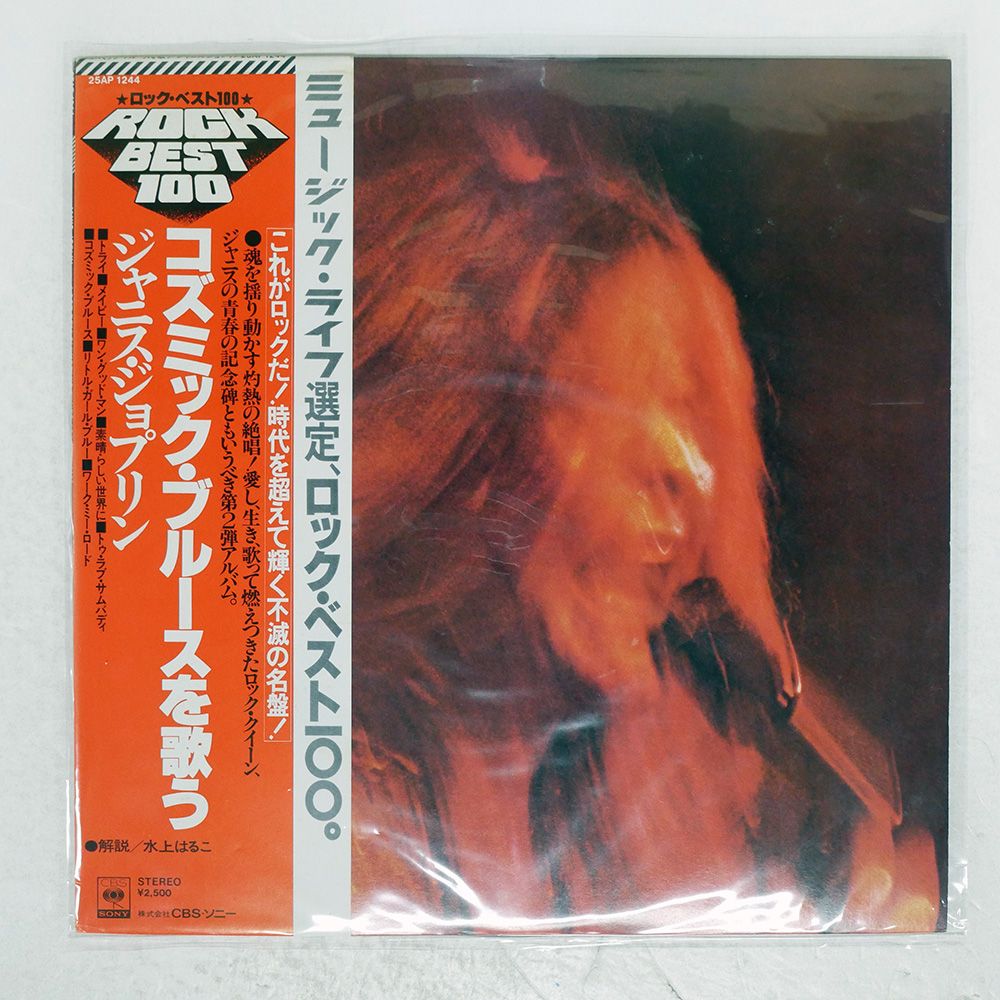 25AP 1244
★ロック・ベスト100★
ROCK
BEST
100
ミュージック・ライフ選定、ロック・ベスト一〇〇。
これがロックだ!時代を超えて輝く不滅の名盤!
●魂を揺り動かす灼熱の絶唱!愛し、生き、歌って燃えつきたロック・クイーン、
ジャニスの青春の記念碑ともいうべき第2弾アルバム。
コズミック・ブルースを歌う
ジャニス・ジョプリン
■トライ■メイビー■ワン・グッド・マン■素晴らしい世界に■トゥ・ラブ・サムバディ
■コズミック・ブルース■リトル・ガール・ブルー■ワーク・ミー・ロード
●解説/水上はるこ
CBS
SONY
STEREO
¥2,500
株式会社CBS・ソニー